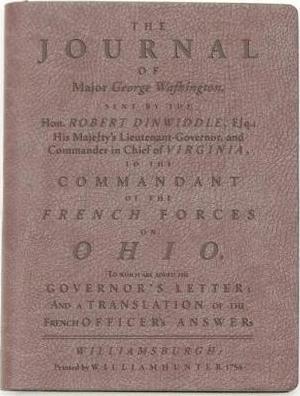 THE
JOURNAL
OF
Major George Waſhington,
SENT BY THE
Hon. ROBERT DINWIDDLE, Eſq;
His Majeſty's Lieutenant-Governor, and
Commander in Chief of VIRGINIA,
TO THE
COMMANDANT
OF THE
FRENCH FORCES
ON
OHIO.
To WHICH ARE ADDED THE
GOVERNOR'S LETTER;
AND A TRANSLATION OF THE
FRENCH OFFICER's ANSWER
WILLIAMSBURGH;
Printed by WILLIAM HUNTER. 1754